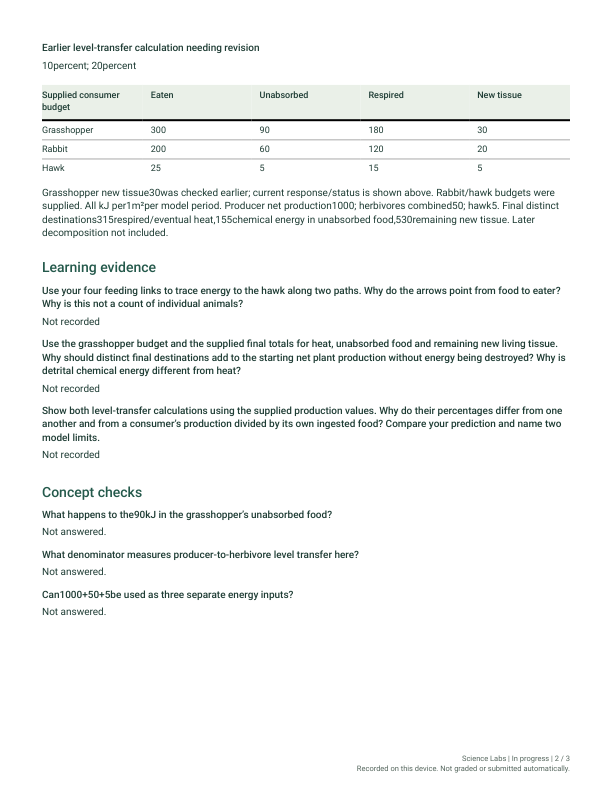 Earlier level-transfer calculation needing revision
10percent; 20percent
Supplied consumer budget Eaten Unabsorbed Respired New tissue
Grasshopper 300 90 180 30
Rabbit 200 60 120 20
Hawk 25 5 15 5
Grasshopper new tissue30was checked earlier; current response/status is shown above. Rabbit/hawk budgets were
supplied. All kJ per1m²per model period. Producer net production1000; herbivores combined50; hawk5. Final distinct
destinations315respired/eventual heat,155chemical energy in unabsorbed food,530remaining new tissue. Later
decomposition not included.
Learning evidence
Use your four feeding links to trace energy to the hawk along two paths. Why do the arrows point from food to eater?
Why is this not a count of individual animals?
Not recorded
Use the grasshopper budget and the supplied final totals for heat, unabsorbed food and remaining new living tissue.
Why should distinct final destinations add to the starting net plant production without energy being destroyed? Why is
detrital chemical energy different from heat?
Not recorded
Show both level-transfer calculations using the supplied production values. Why do their percentages differ from one
another and from a consumer's production divided by its own ingested food? Compare your prediction and name two
model limits.
Not recorded
Concept checks
What happens to the90kJ in the grasshopper's unabsorbed food?
Not answered.
What denominator measures producer-to-herbivore level transfer here?
Not answered.
Can1000+50+5be used as three separate energy inputs?
Not answered.
Science Labs | In progress | 2 / 3
Recorded on this device. Not graded or submitted automatically.